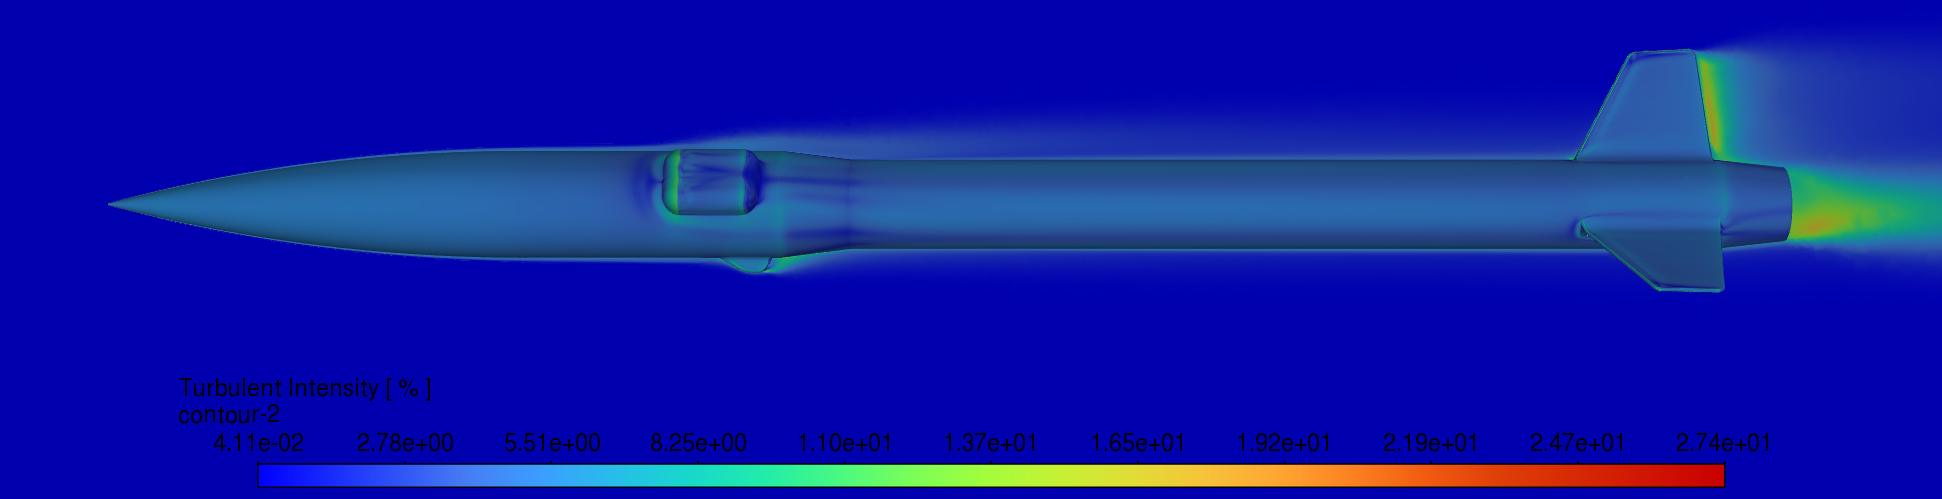 Turbulent Intensity [ % ]
contour-2
4.11e-02 2.78e+00 5.51e+00 8.25e+00 1.10e+01 1.37e+01 1.65e+01 1.92e+01 2.19e+01 2.47e+01 2.74e+01